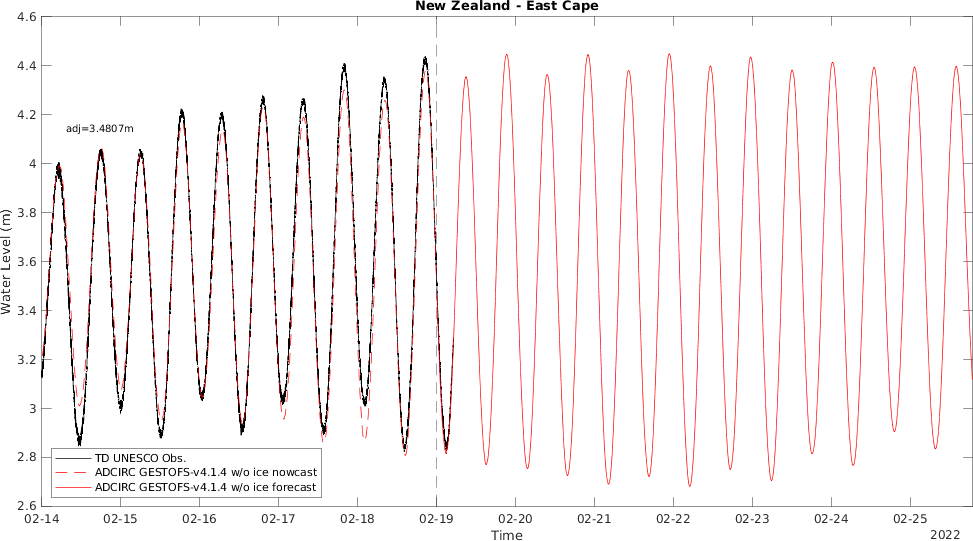 New Zealand - East Cape
4.6
4.4
4.2
4
3.8
3.6
3.4
3.2
3
2.8
2.6
Water Level (m)
adj=3.4807m
TD UNESCO Obs.
ADCIRC GESTOFS-v4.1.4 w/o ice nowcast
ADCIRC GESTOFS-v4.1.4 w/o ice forecast
02-14 02-15 02-16 02-17 02-18 02-19 02-20 02-21 02-22 02-23 02-24 02-25
Time
2022